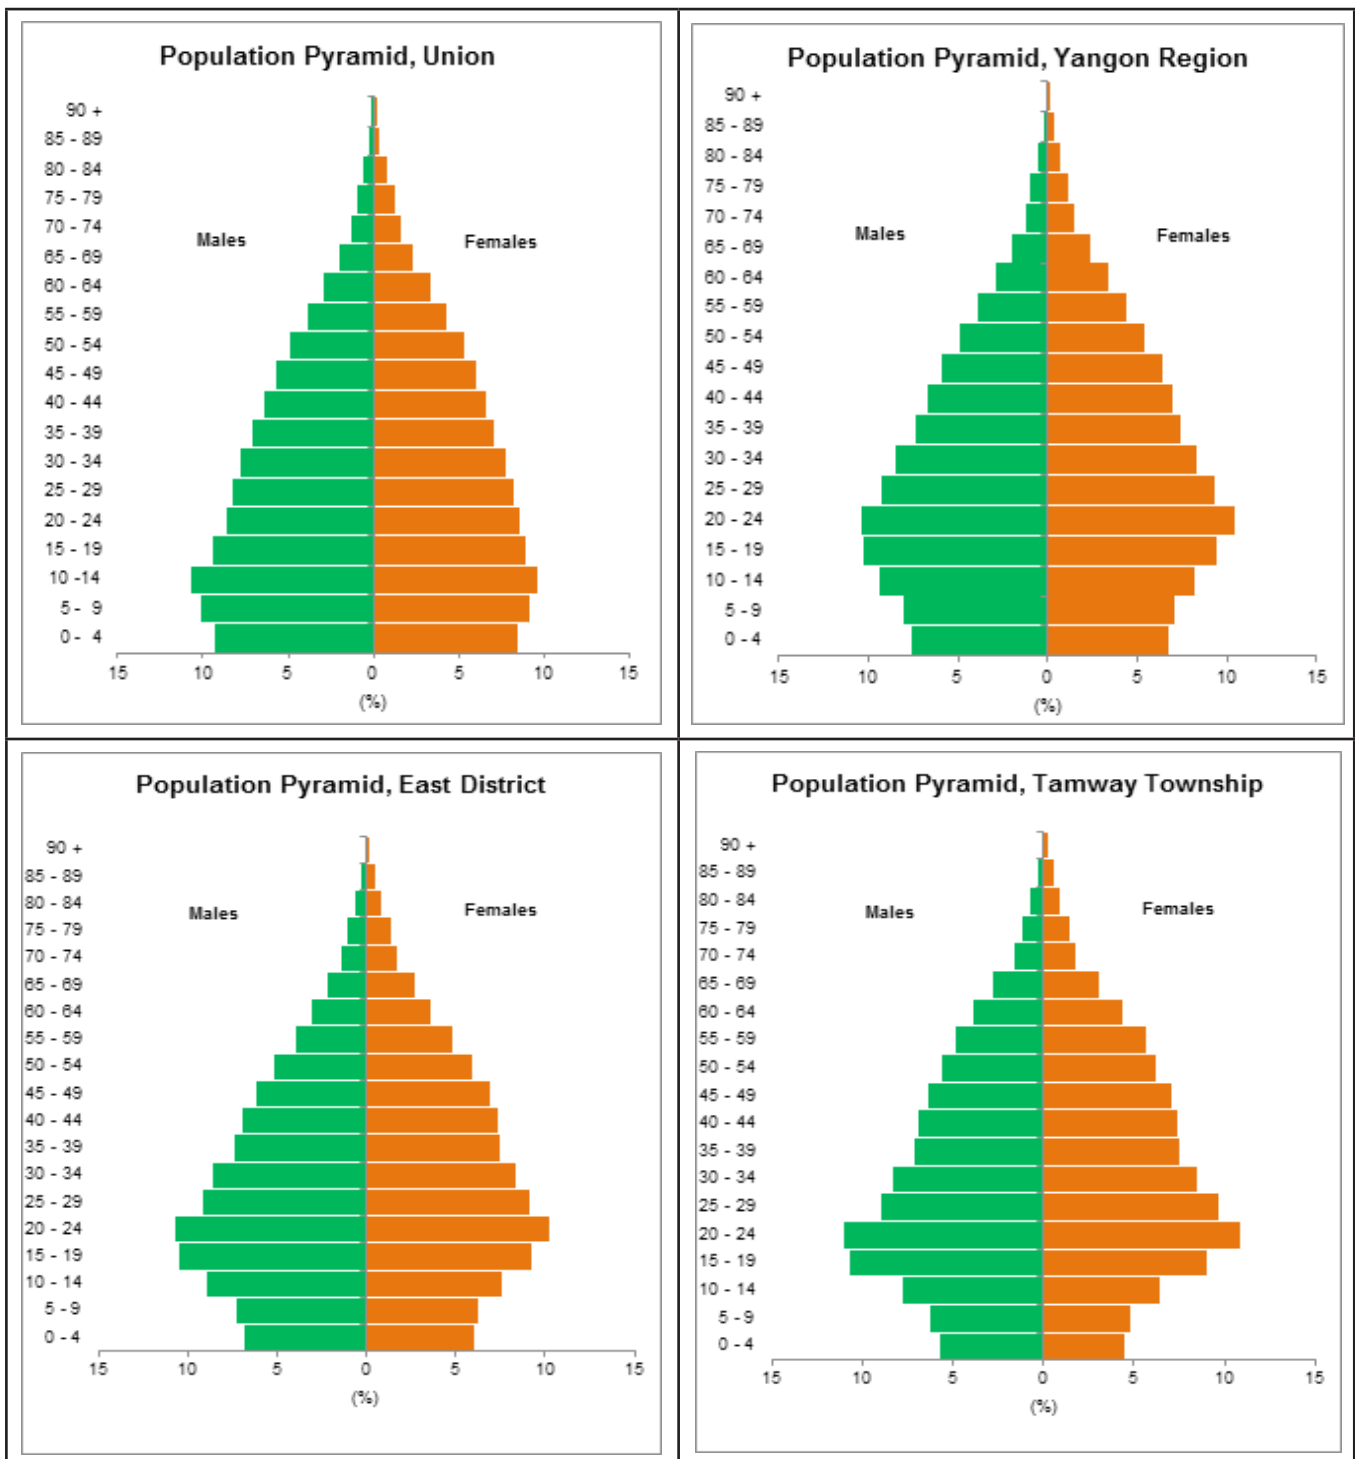 Population Pyramid, Union
90 +
85 - 89
80 - 84
75 - 79
70 - 74
65 - 69
60 - 64
55 - 59
50 - 54
45 - 49
40 - 44
35 - 39
30 - 34
25 - 29
20 - 24
15 - 19
10 -14
5 - 9
0 - 4
Males
Females
15 10 5 0 5 10 15
(%)
Population Pyramid, Yangon Region
90 +
85 - 89
80 - 84
75 - 79
70 - 74
65 - 69
60 - 64
55 - 59
50 - 54
45 - 49
40 - 44
35 - 39
30 - 34
25 - 29
20 - 24
15 - 19
10 - 14
5 - 9
0 - 4
Males
Females
15 10 5 0 5 10 15
(%)
Population Pyramid, East District
90 +
85 - 89
80 - 84
75 - 79
70 - 74
65 - 69
60 - 64
55 - 59
50 - 54
45 - 49
40 - 44
35 - 39
30 - 34
25 - 29
20 - 24
15 - 19
10 - 14
5 - 9
0 - 4
Males
Females
15 10 5 0 5 10 15
(%)
Population Pyramid, Tamway Township
90 +
85 - 89
80 - 84
75 - 79
70 - 74
65 - 69
60 - 64
55 - 59
50 - 54
45 - 49
40 - 44
35 - 39
30 - 34
25 - 29
20 - 24
15 - 19
10 - 14
5 - 9
0 - 4
Males
Females
15 10 5 0 5 10 15
(%)